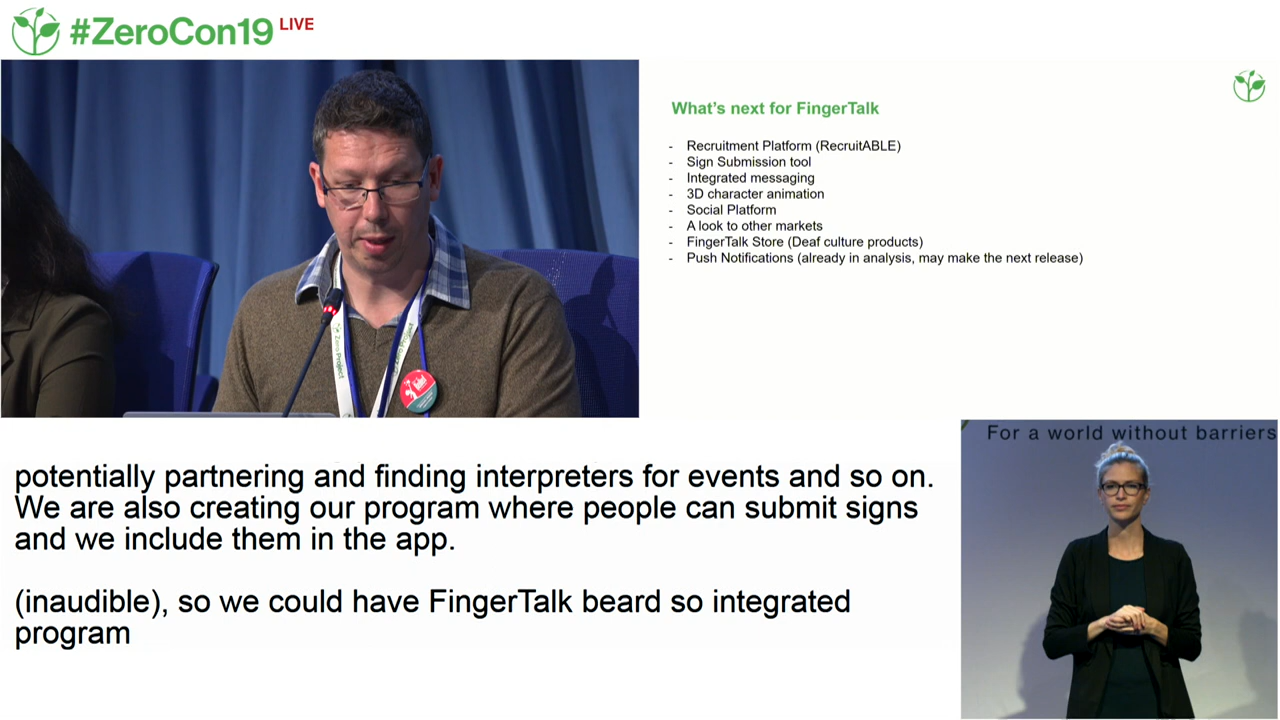 #ZeroCon19 LIVE
What's next for FingerTalk
- Recruitment Platform (RecruitABLE)
- Sign Submission tool
- Integrated messaging
- 3D character animation
- Social Platform
- A look to other markets
- FingerTalk Store (Deaf culture products)
- Push Notifications (already in analysis, may make the next release)
Zero Project
Zero Project
potentially partnering and finding interpreters for events and so on.
We are also creating our program where people can submit signs
and we include them in the app.
(inaudible), so we could have FingerTalk beard so integrated
program
For a world without barriers